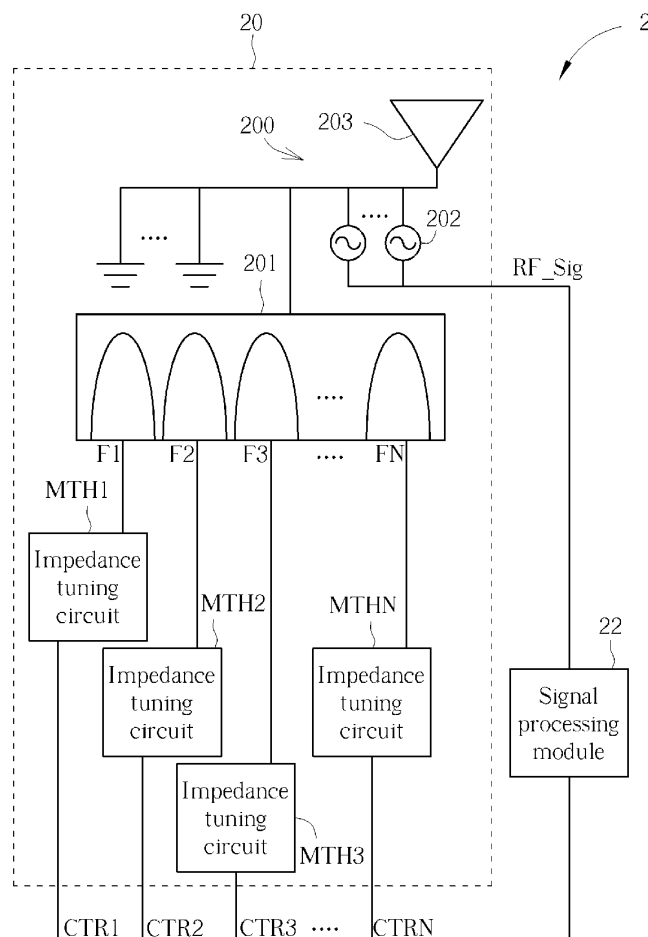 20
2
203
200
202
RF_Sig
201
F1 F2 F3 .... FN
MTH1
Impedance
tuning
circuit
MTH2
Impedance
tuning
circuit
MTHN
Impedance
tuning
circuit
22
Signal
processing
module
Impedance
tuning
circuit
MTH3
CTR1 CTR2 CTR3 .... CTRN